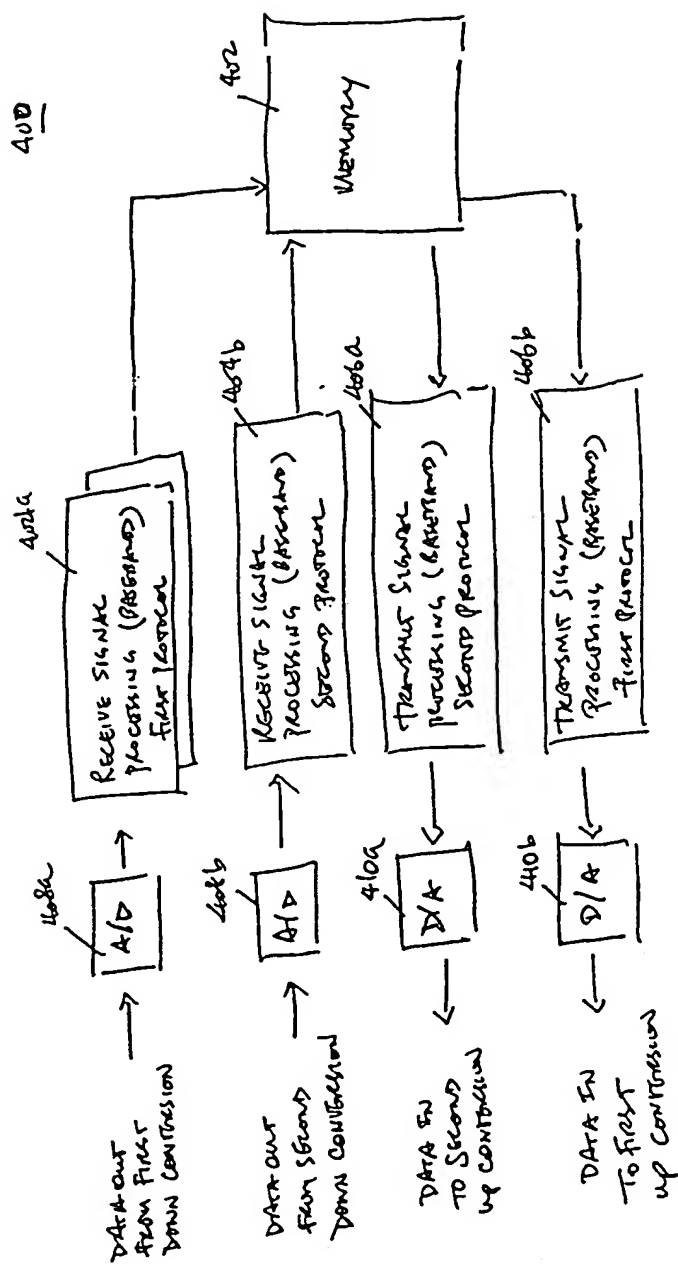 400
DATA OUT
FROM FIRST
DOWN CONVERSION
408a
A/D
404a
RECEIVE SIGNAL
PROCESSING (BASEBAND)
FIRST PROTOCOL
402
MEMORY
DATA OUT
FROM SECOND
DOWN CONVERSION
408b
A/D
404b
RECEIVE SIGNAL
PROCESSING (BASEBAND)
SECOND PROTOCOL
DATA IN
TO SECOND
UP CONVERSION
410a
D/A
406a
TRANSMIT SIGNAL
PROCESSING (BASEBAND)
SECOND PROTOCOL
DATA IN
TO FIRST
UP CONVERSION
410b
D/A
406b
TRANSMIT SIGNAL
PROCESSING (BASEBAND)
FIRST PROTOCOL